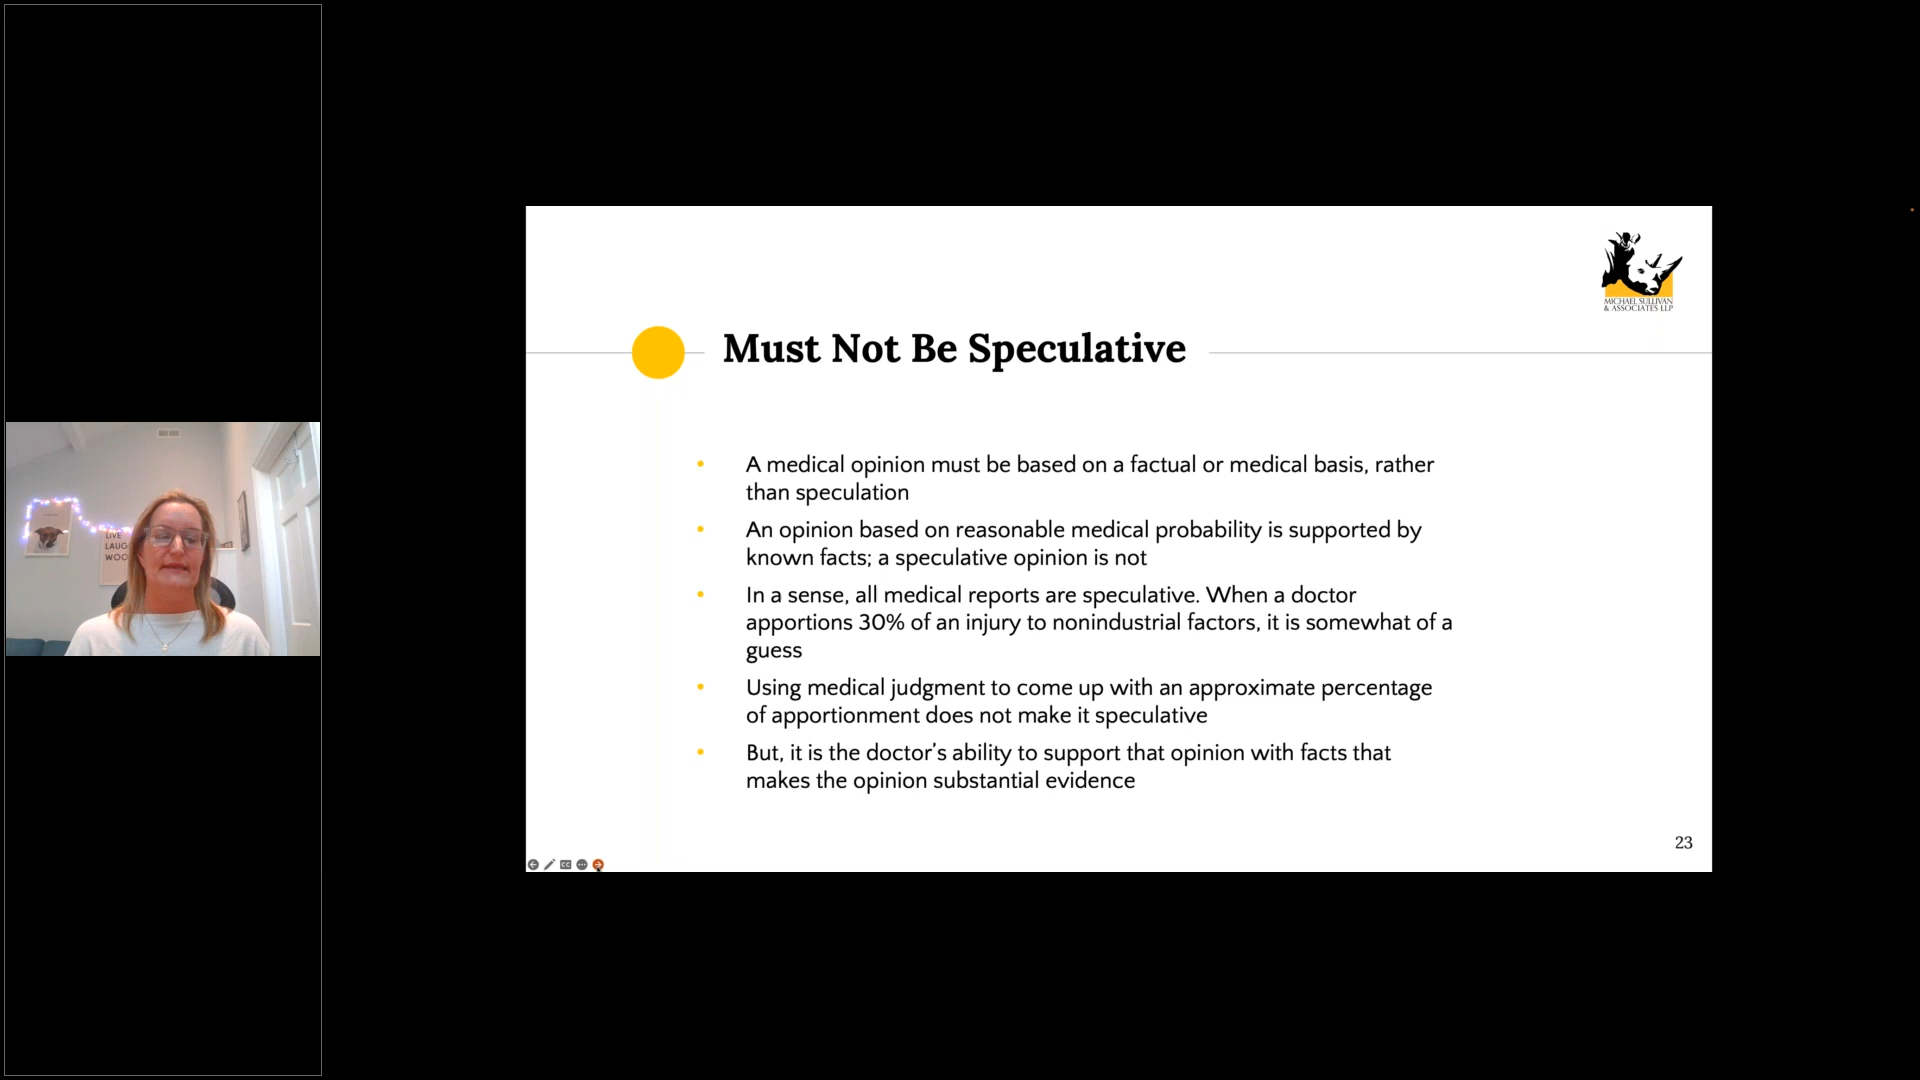 LIVE
LAUG
WOO
MICHAEL SULLIVAN
& ASSOCIATES LLP
Must Not Be Speculative
A medical opinion must be based on a factual or medical basis, rather
than speculation
An opinion based on reasonable medical probability is supported by
known facts; a speculative opinion is not
In a sense, all medical reports are speculative. When a doctor
apportions 30% of an injury to nonindustrial factors, it is somewhat of a
guess
Using medical judgment to come up with an approximate percentage
of apportionment does not make it speculative
But, it is the doctor’s ability to support that opinion with facts that
makes the opinion substantial evidence
23
CC